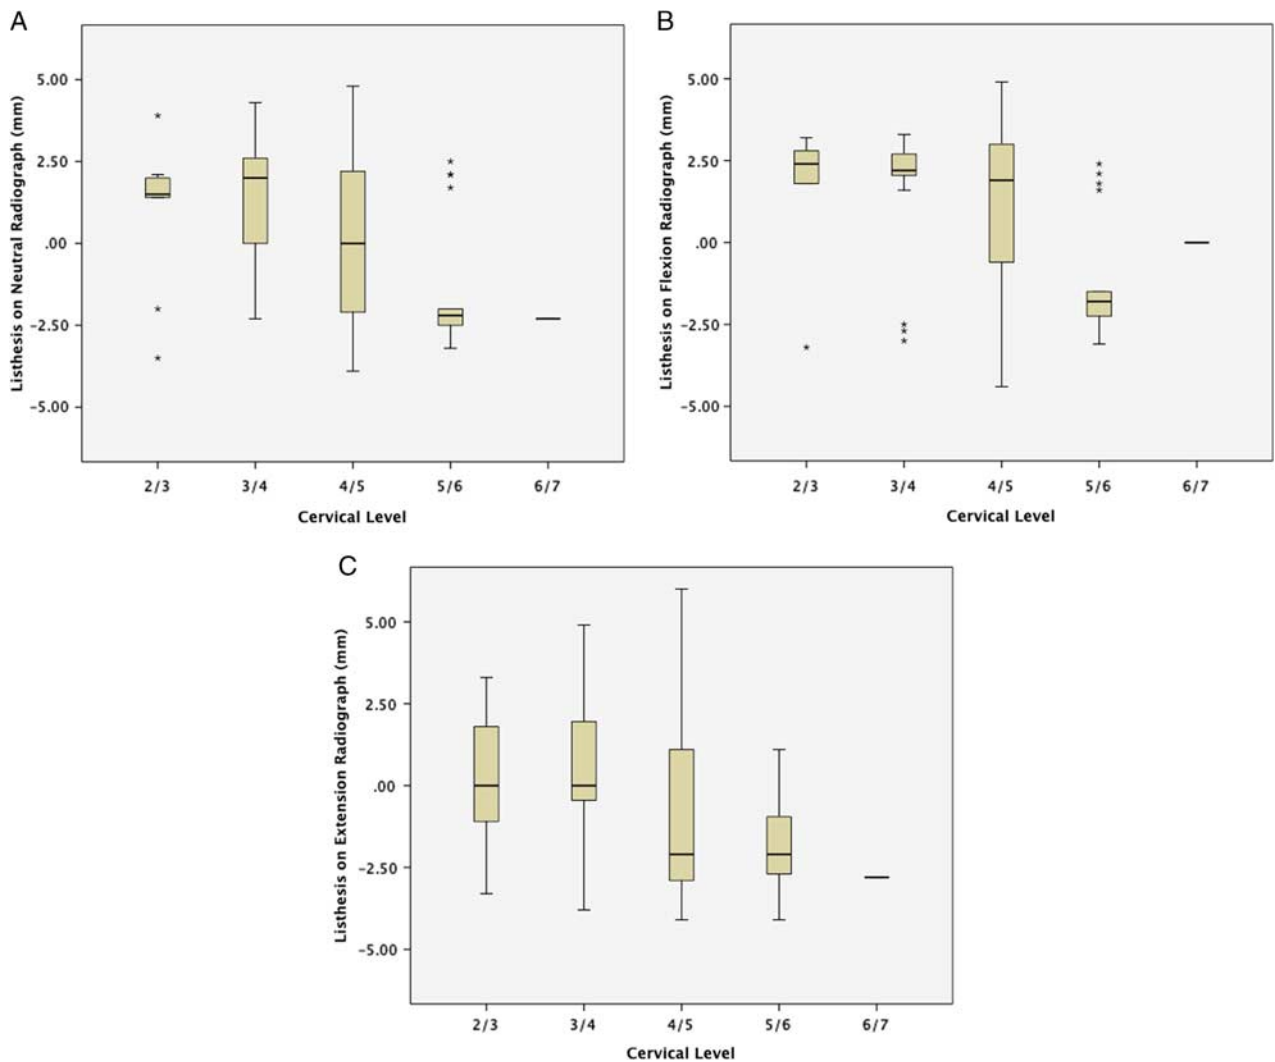 A
Listhesis on Neutral Radiograph (mm)
5.00
2.50
.00
−2.50
−5.00
2/3 3/4 4/5 5/6 6/7
Cervical Level
B
Listhesis on Flexion Radiograph (mm)
5.00
2.50
.00
−2.50
−5.00
2/3 3/4 4/5 5/6 6/7
Cervical Level
C
Listhesis on Extension Radiograph (mm)
5.00
2.50
.00
−2.50
−5.00
2/3 3/4 4/5 5/6 6/7
Cervical Level